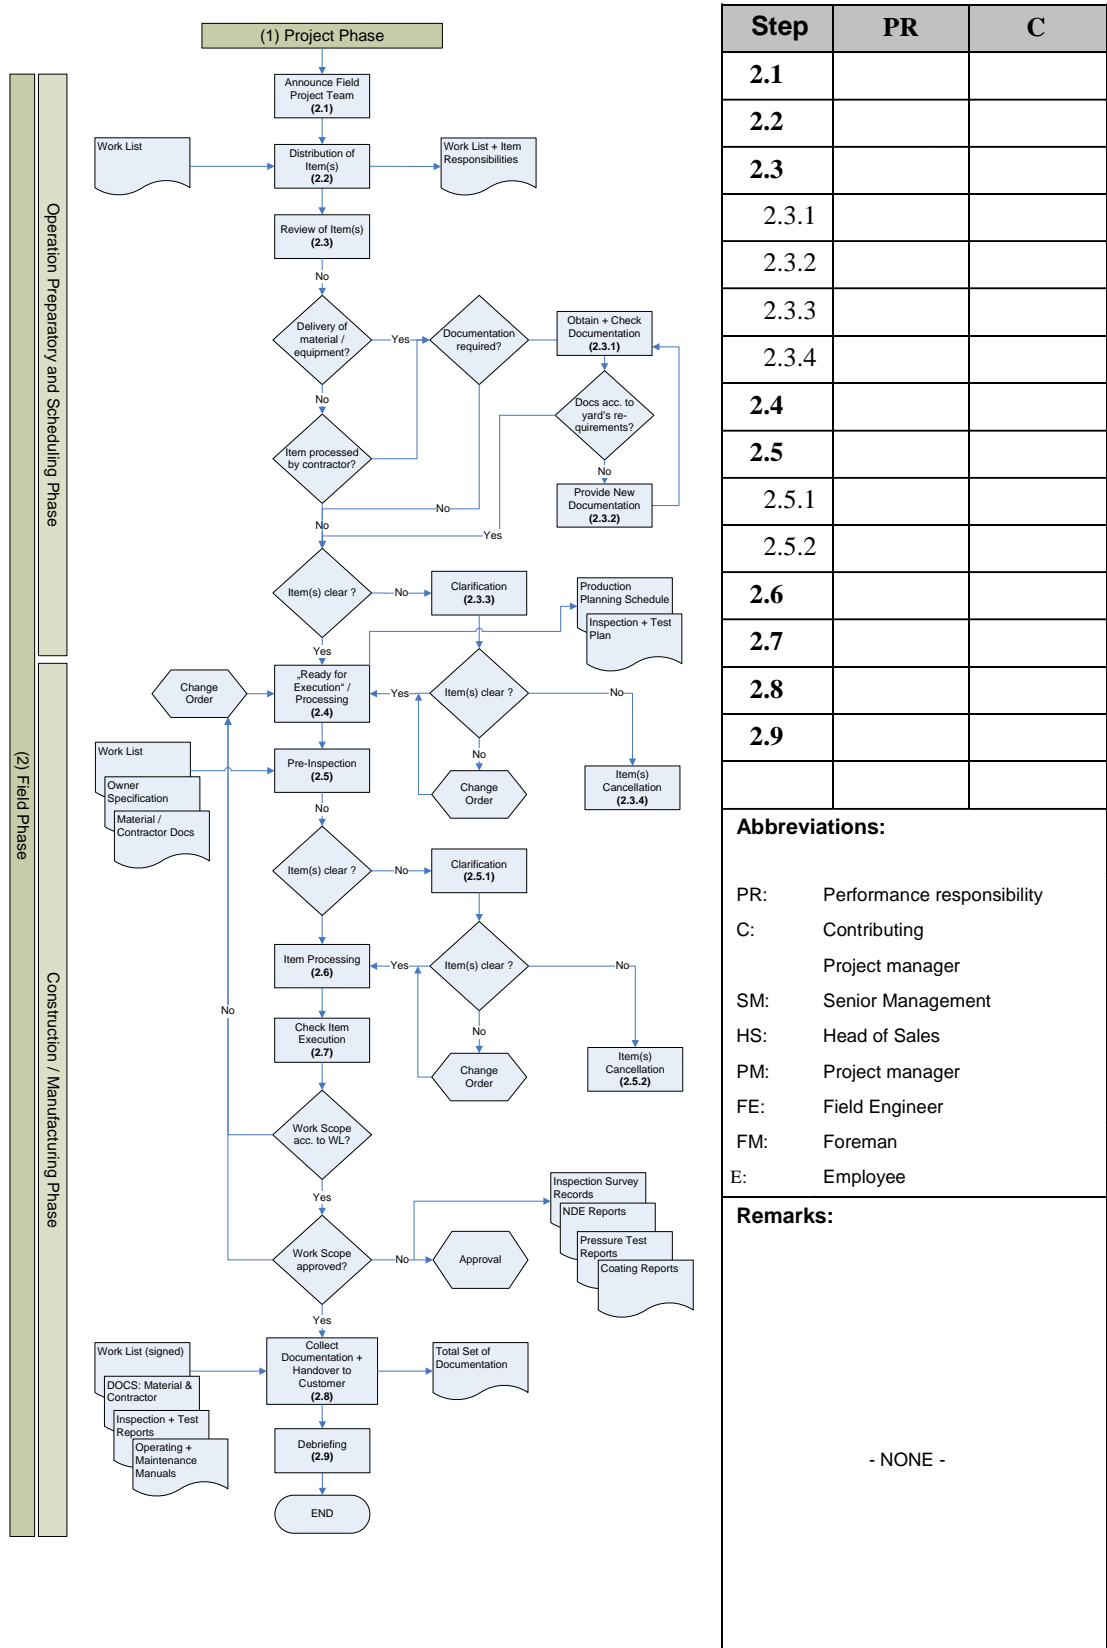 (1) Project Phase
Announce Field
Project Team
(2.1)
Work List
Distribution of
Item(s)
(2.2)
Work List + Item
Responsibilities
Review of Item(s)
(2.3)
No
Delivery of
material /
equipment?
Yes
Documentation
required?
Obtain + Check
Documentation
(2.3.1)
No
Docs acc. to
yard's re-
quirements?
Item processed
by contractor?
No
Provide New
Documentation
(2.3.2)
No
No
Yes
Item(s) clear ?
No
Clarification
(2.3.3)
Production
Planning Schedule
Inspection + Test
Plan
Yes
Change
Order
„Ready for
Execution“ /
Processing
(2.4)
Yes
Item(s) clear ?
No
Work List
Owner
Specification
Material /
Contractor Docs
Pre-Inspection
(2.5)
No
Change
Order
Item(s)
Cancellation
(2.3.4)
No
Item(s) clear ?
No
Clarification
(2.5.1)
Item Processing
(2.6)
Yes
Item(s) clear ?
No
No
Check Item
Execution
(2.7)
No
Change
Order
Item(s)
Cancellation
(2.5.2)
Work Scope
acc. to WL?
Yes
Work Scope
approved?
No
Approval
Inspection Survey
Records
NDE Reports
Pressure Test
Reports
Coating Reports
Yes
Work List (signed)
DOCS: Material &
Contractor
Inspection + Test
Reports
Operating +
Maintenance
Manuals
Collect
Documentation +
Handover to
Customer
(2.8)
Total Set of
Documentation
Debriefing
(2.9)
END
(2) Field Phase
Operation Preparatory and Scheduling Phase
Construction / Manufacturing Phase
Step PR C
2.1
2.2
2.3
2.3.1
2.3.2
2.3.3
2.3.4
2.4
2.5
2.5.1
2.5.2
2.6
2.7
2.8
2.9
Abbreviations:
PR: Performance responsibility
C: Contributing
Project manager
SM: Senior Management
HS: Head of Sales
PM: Project manager
FE: Field Engineer
FM: Foreman
E: Employee
Remarks:
- NONE -